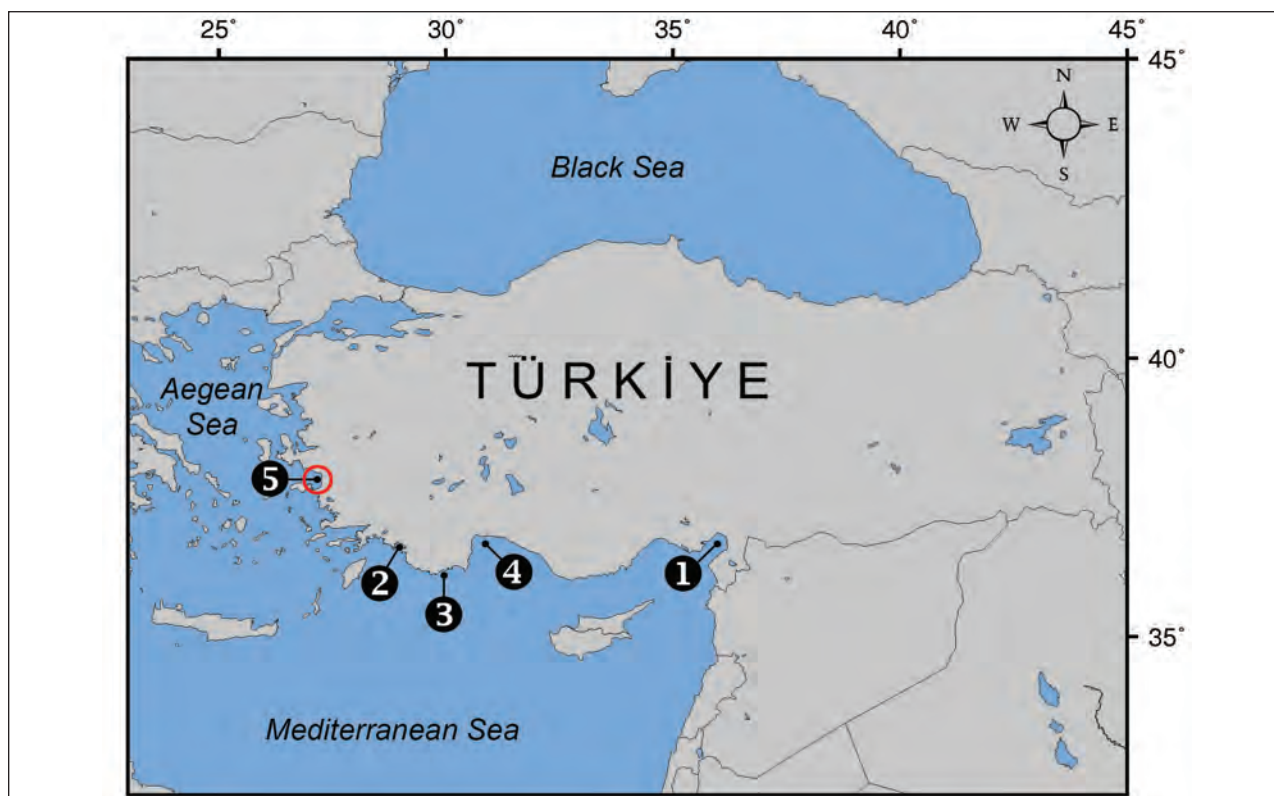 25° 30° 35° 40° 45°
45°
N
W E
S
Black Sea
40°
TÜRKİYE
Aegean
Sea
5
4
1
2
3
35°
Mediterranean Sea